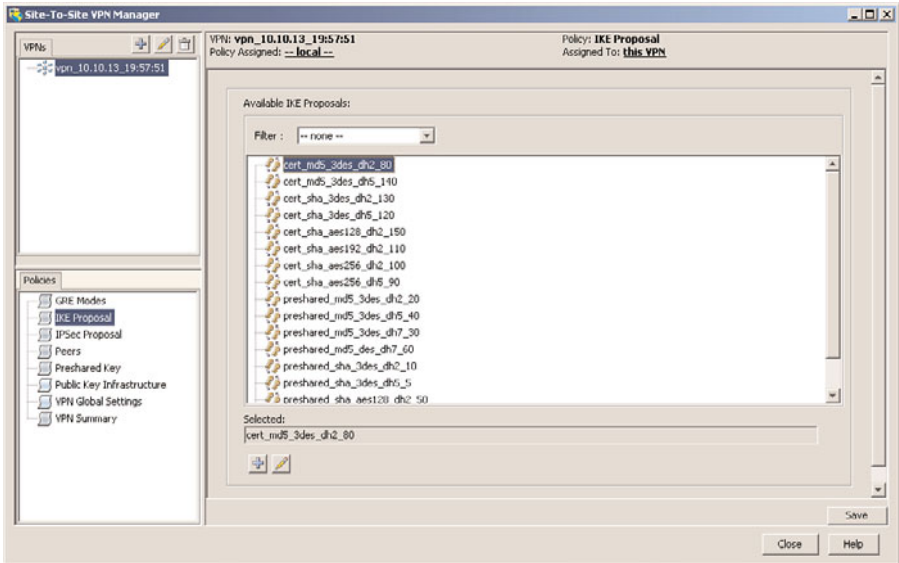 Site-To-Site VPN Manager
VPNs
vpn_10.10.13_19:57:51
VPN: vpn_10.10.13_19:57:51
Policy: IKE Proposal
Policy Assigned: -- local --
Assigned To: this VPN
Available IKE Proposals:
Filter :
-- none --
cert_md5_3des_dh2_80
cert_md5_3des_dh5_140
cert_sha_3des_dh2_130
cert_sha_3des_dh5_120
cert_sha_aes128_dh2_150
cert_sha_aes192_dh2_110
cert_sha_aes256_dh2_100
cert_sha_aes256_dh5_90
preshared_md5_3des_dh2_20
preshared_md5_3des_dh5_40
preshared_md5_3des_dh7_30
preshared_md5_des_dh7_60
preshared_sha_3des_dh2_10
preshared_sha_3des_dh5_5
preshared_sha_aes128_dh2_50
Selected:
cert_md5_3des_dh2_80
Policies
GRE Modes
IKE Proposal
IPSec Proposal
Peers
Preshared Key
Public Key Infrastructure
VPN Global Settings
VPN Summary
Save
Close
Help